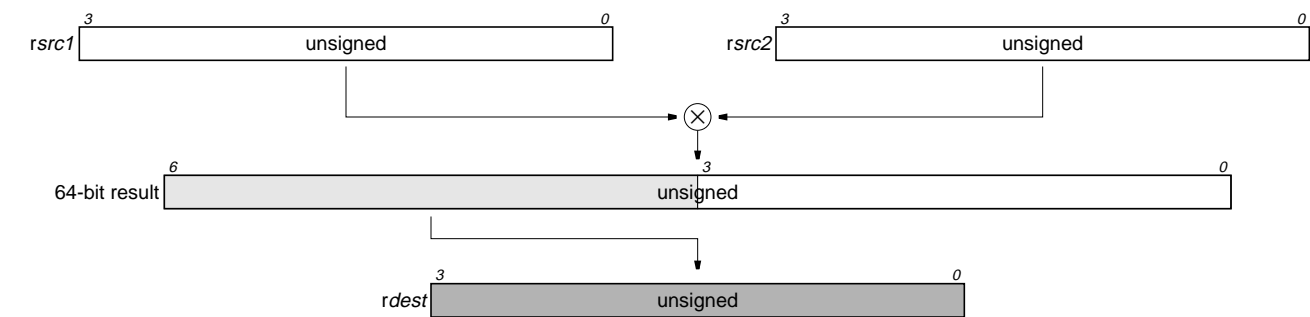 3 0 3 0
rsrc1 unsigned rsrc2 unsigned
6 3 0
64-bit result unsigned
3 0
rdest unsigned